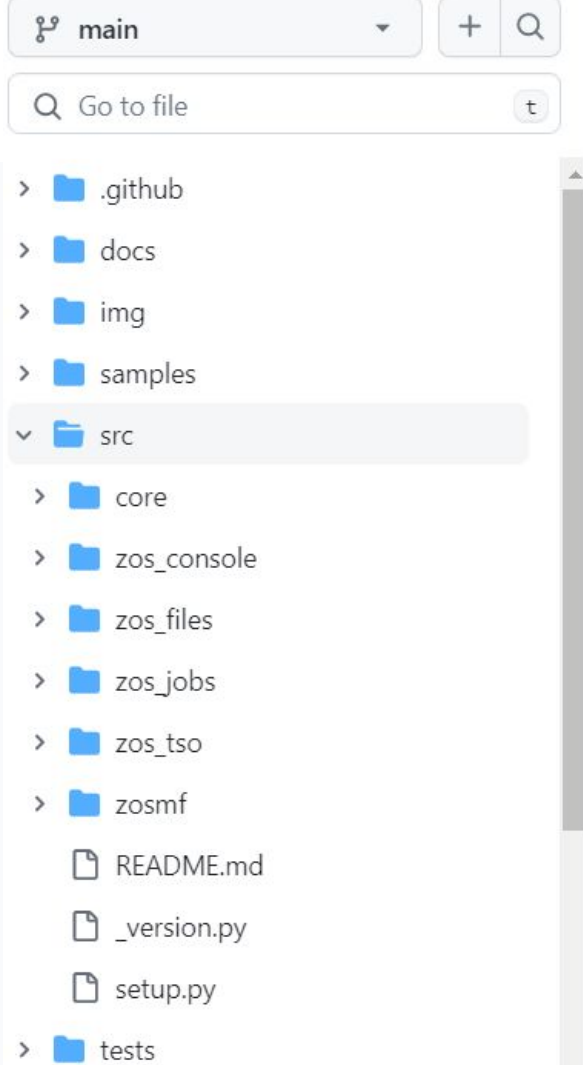 main
Go to file
t
.github
docs
img
samples
src
core
zos_console
zos_files
zos_jobs
zos_tso
zosmf
README.md
_version.py
setup.py
tests